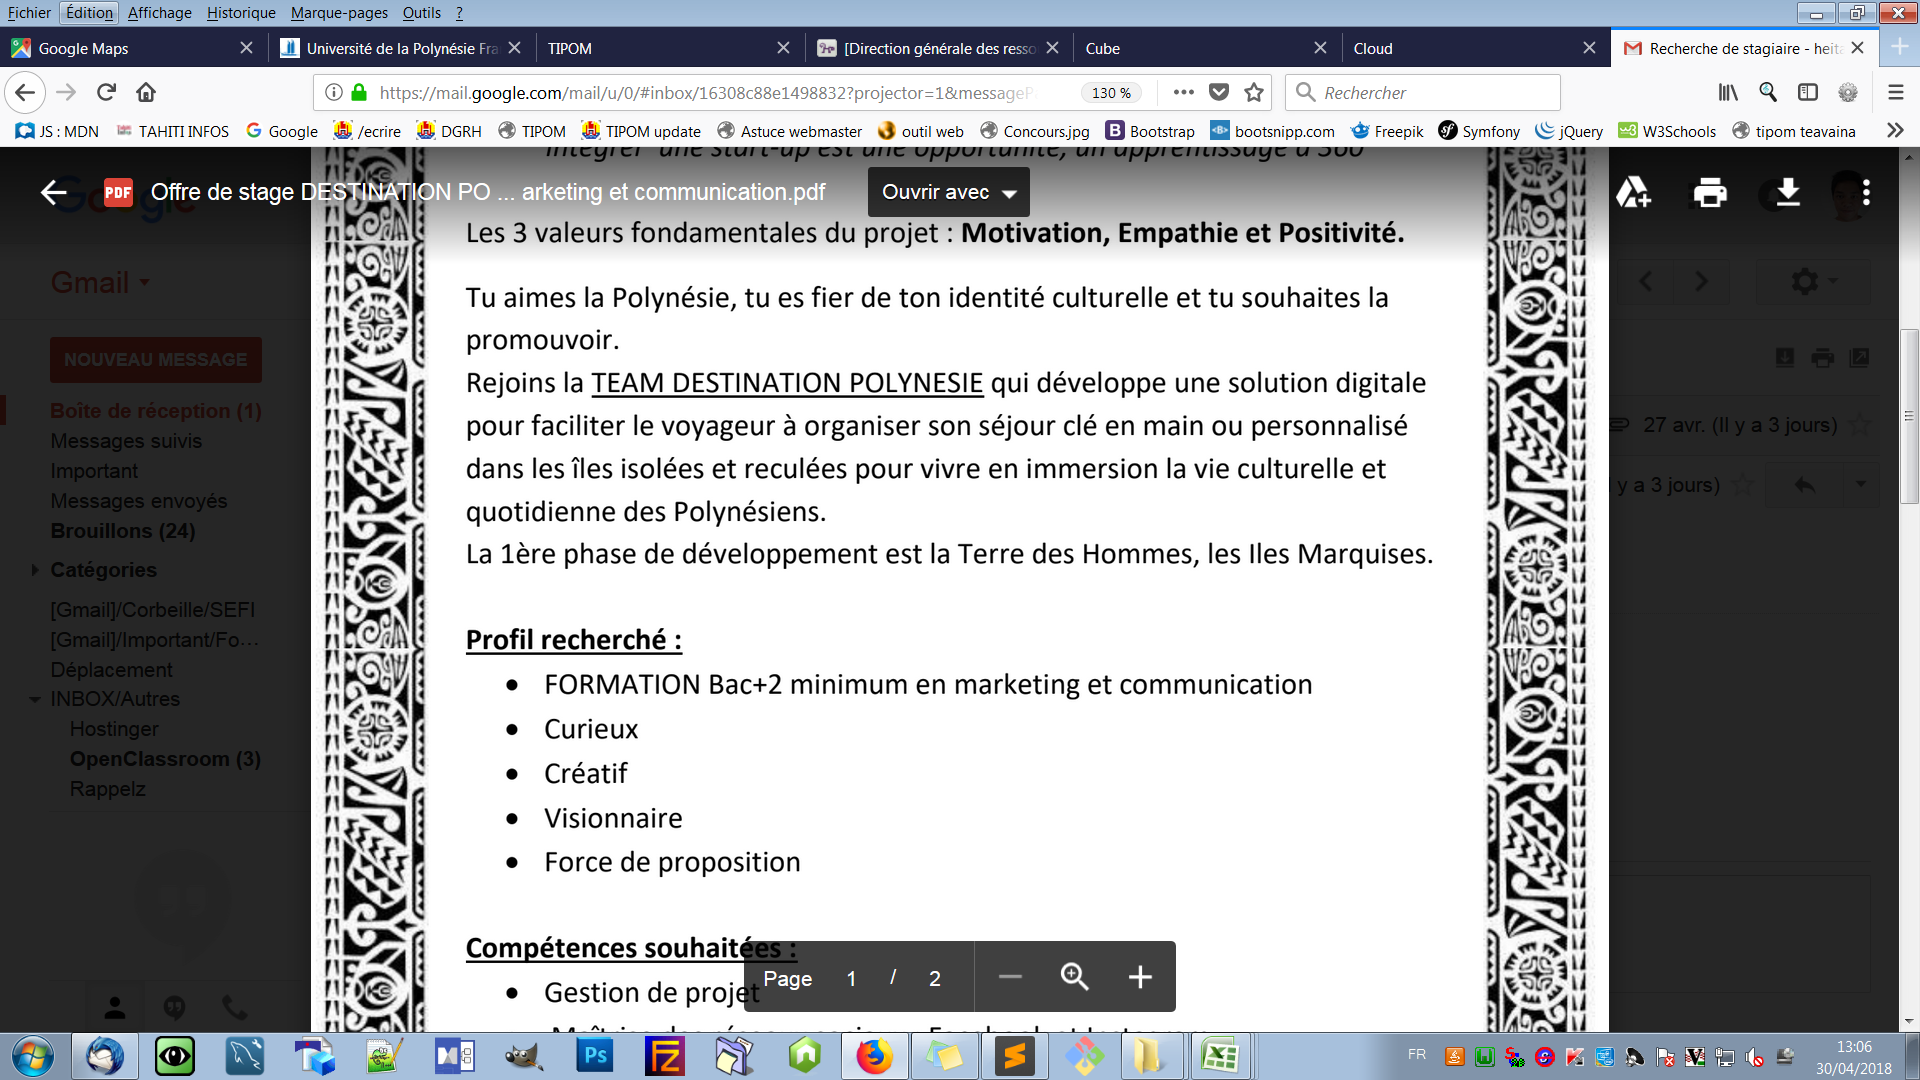 Fichier Édition Affichage Historique Marque-pages Outils ?
Google Maps
Université de la Polynésie Fra
TIPOM
[Direction générale des resso
Cube
Cloud
Recherche de stagiaire - heita
https://mail.google.com/mail/u/0/#inbox/16308c88e1498832?projector=1&messageP
130 %
Rechercher
JS : MDN TAHITI INFOS Google /ecrire DGRH TIPOM TIPOM update Astuce webmaster outil web Concours.jpg Bootstrap bootsnipp.com Freepik Symfony jQuery W3Schools tipom teavaina
Intégrer une start-up est une opportunité, un apprentissage à 360
PDF Offre de stage DESTINATION PO ... arketing et communication.pdf
Ouvrir avec
Les 3 valeurs fondamentales du projet : Motivation, Empathie et Positivité.
Tu aimes la Polynésie, tu es fier de ton identité culturelle et tu souhaites la
promouvoir.
Rejoins la TEAM DESTINATION POLYNESIE qui développe une solution digitale
pour faciliter le voyageur à organiser son séjour clé en main ou personnalisé
dans les îles isolées et reculées pour vivre en immersion la vie culturelle et
quotidienne des Polynésiens.
La 1ère phase de développement est la Terre des Hommes, les Iles Marquises.
Profil recherché :
• FORMATION Bac+2 minimum en marketing et communication
• Curieux
• Créatif
• Visionnaire
• Force de proposition
Compétences souhaitées :
• Gestion de projet
Page 1 / 2
Google
Gmail
NOUVEAU MESSAGE
Boîte de réception (1)
Messages suivis
Important
Messages envoyés
Brouillons (24)
Catégories
[Gmail]/Corbeille/SEFI
[Gmail]/Important/Fo...
Déplacement
INBOX/Autres
Hostinger
OpenClassroom (3)
Rappelz
27 avr. (Il y a 3 jours)
y a 3 jours)
Ps
FZ
FR
13:06
30/04/2018